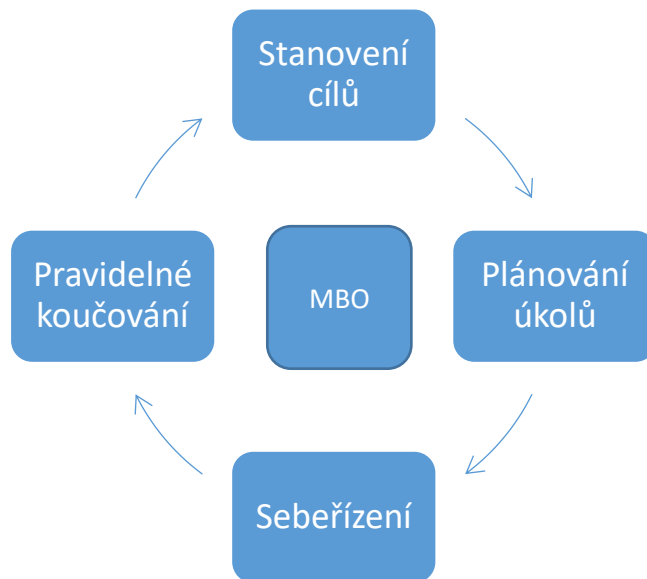 Stanovení
cílů
Pravidelné
koučování
MBO
Plánování
úkolů
Sebeřízení